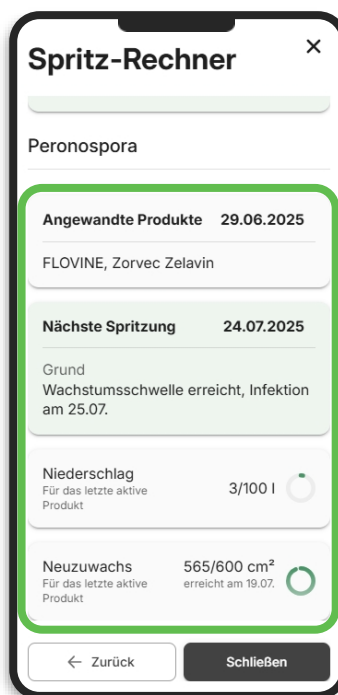 Spritz-Rechner ×
Peronospora
Angewandte Produkte 29.06.2025
FLOVINE, Zorvec Zelavin
Nächste Spritzung 24.07.2025
Grund
Wachstumsschwelle erreicht, Infektion
am 25.07.
Niederschlag
Für das letzte aktive
Produkt
3/100 l
Neuzuwachs
Für das letzte aktive
Produkt
565/600 cm²
erreicht am 19.07.
← Zurück
Schließen